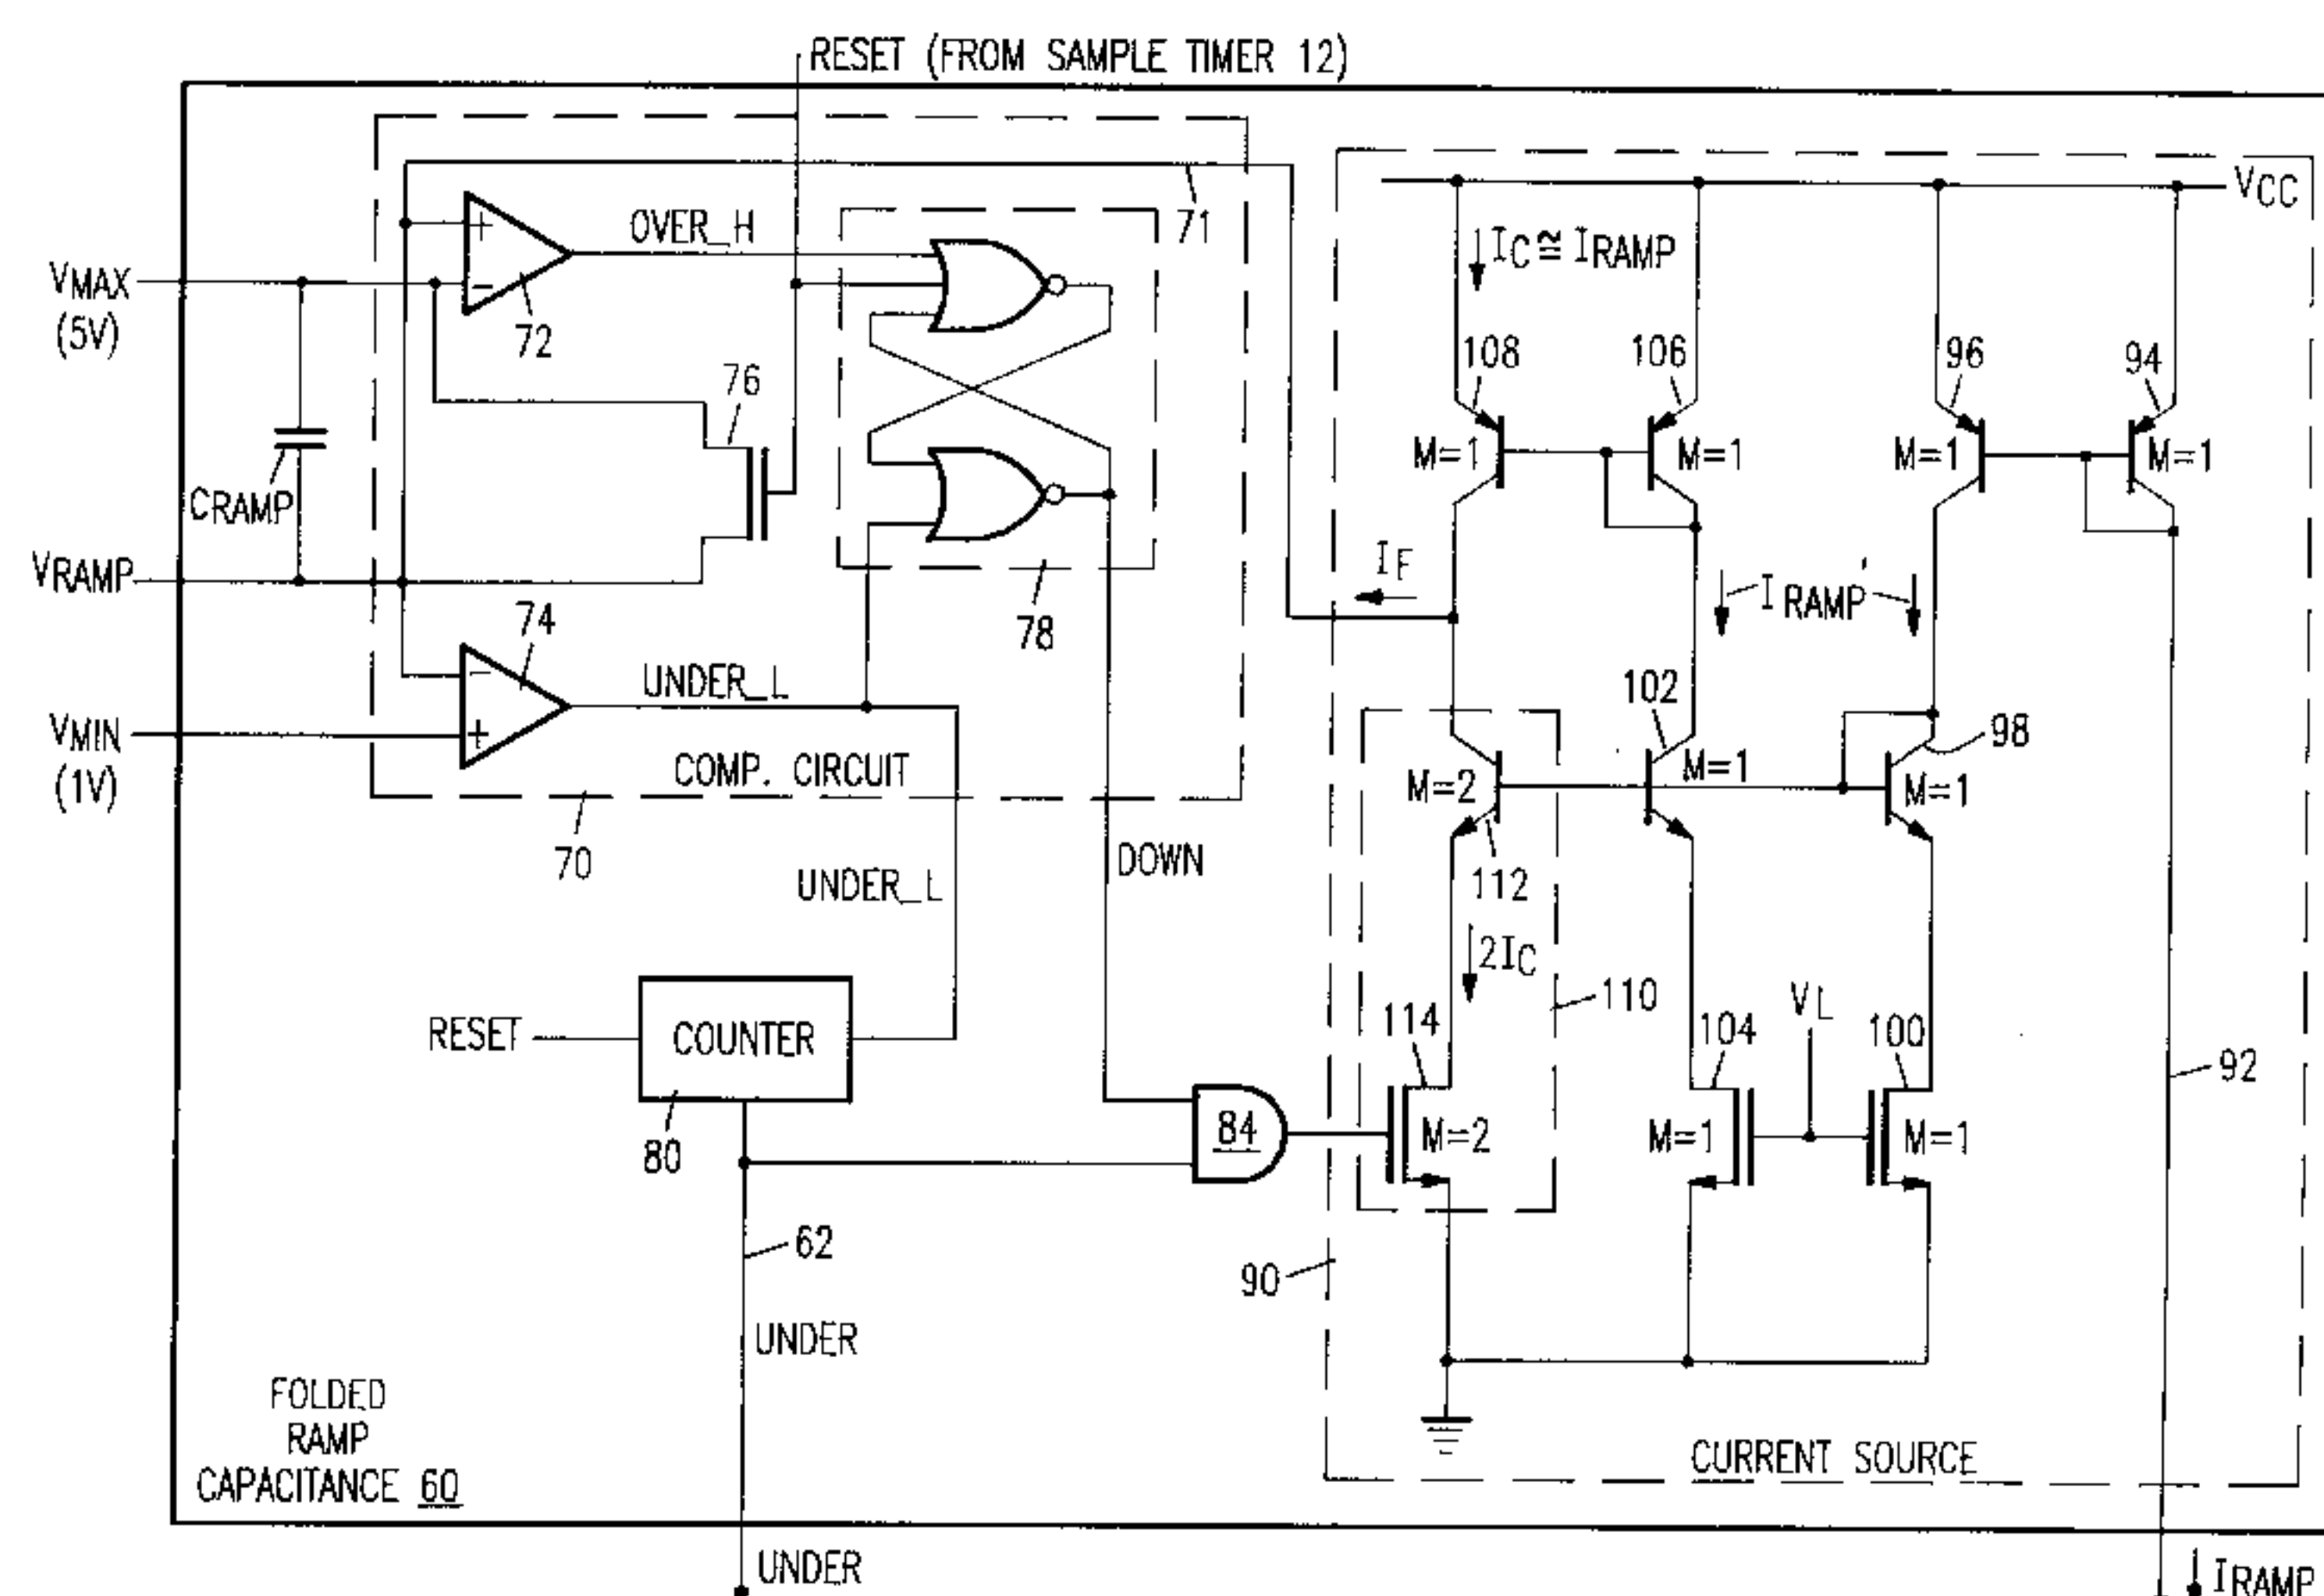 RESET (FROM SAMPLE TIMER 12)
VCC
71
OVER_H
IC ≅ IRAMP
VMAX
(5V)
+
−
72
108
106
96
94
76
M=1
M=1
M=1
M=1
CRAMP
IF
IRAMP'
VRAMP
78
74
−
UNDER_L
102
98
VMIN
(1V)
+
COMP. CIRCUIT
M=2
M=1
M=1
70
DOWN
112
UNDER_L
2IC
110
VL
114
104
100
RESET
COUNTER
92
80
84
M=2
M=1
M=1
62
90
UNDER
FOLDED
RAMP
CAPACITANCE 60
CURRENT SOURCE
UNDER
IRAMP